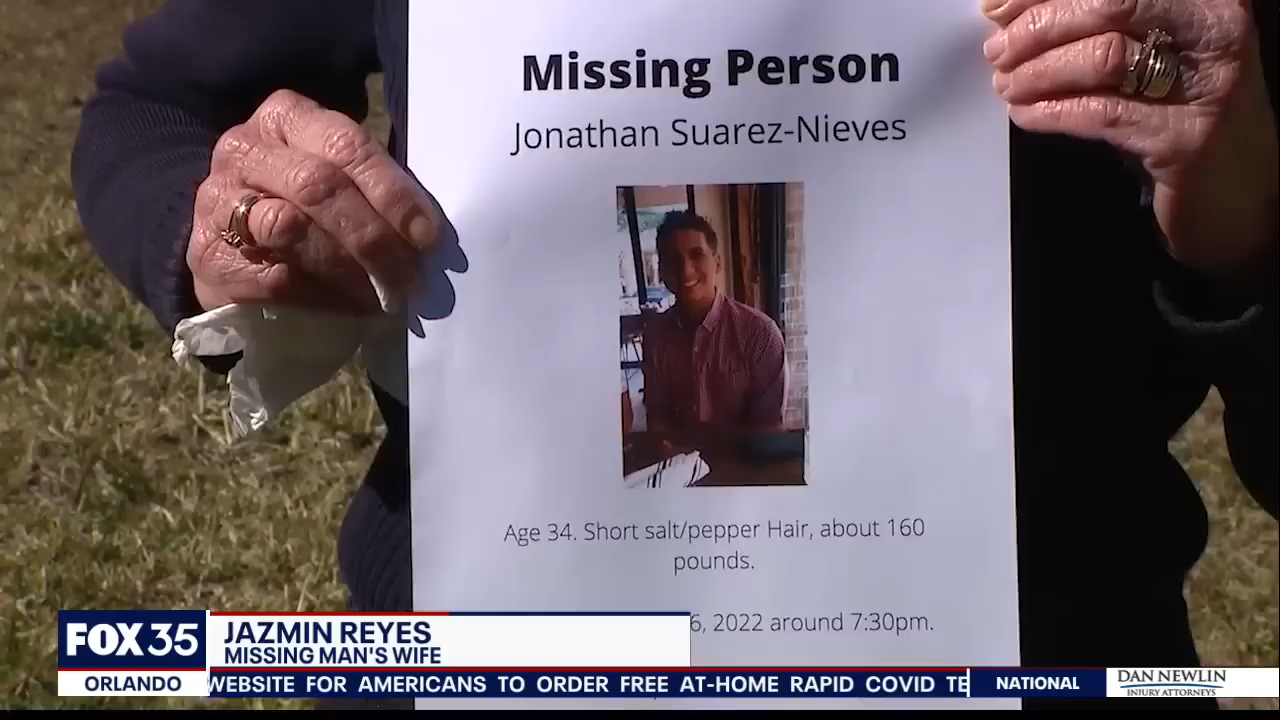 Missing Person
Jonathan Suarez-Nieves
Age 34. Short salt/pepper Hair, about 160
pounds.
6, 2022 around 7:30pm.
FOX 35
ORLANDO
JAZMIN REYES
MISSING MAN'S WIFE
WEBSITE FOR AMERICANS TO ORDER FREE AT-HOME RAPID COVID TE
NATIONAL
DAN NEWLIN
INJURY ATTORNEYS